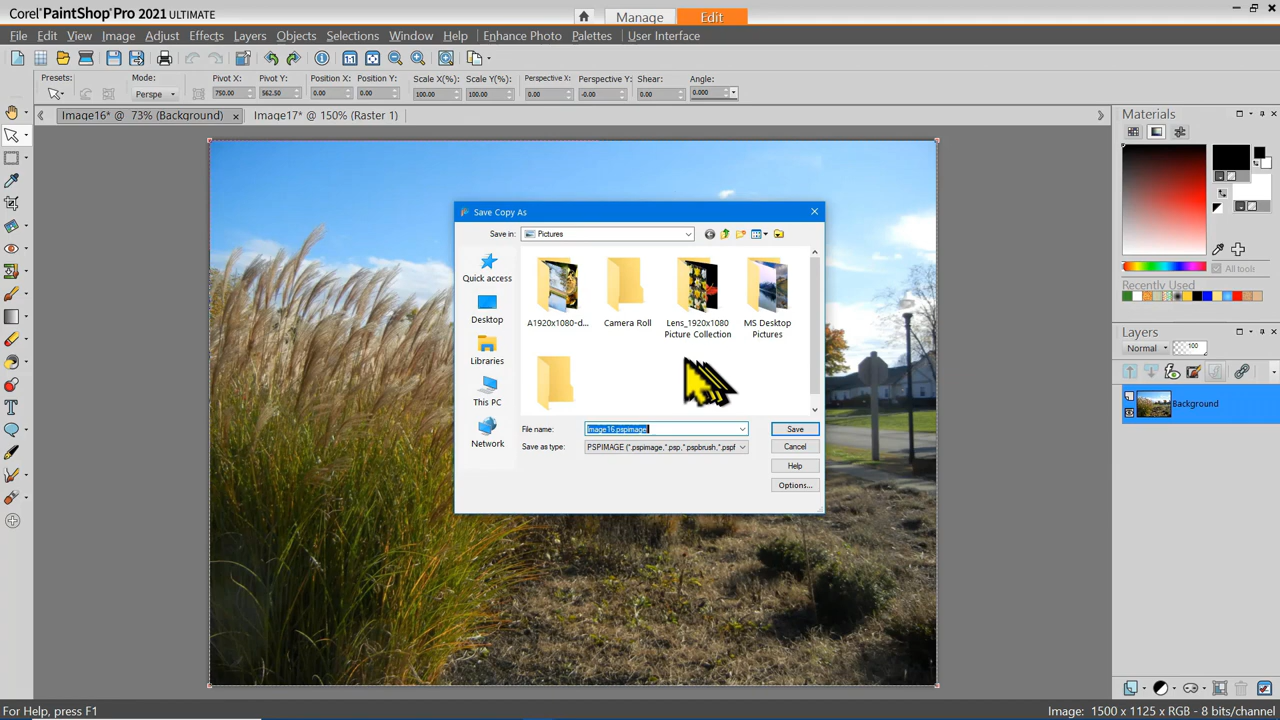 Corel® PaintShop Pro 2021 ULTIMATE
Manage
Edit
File Edit View Image Adjust Effects Layers Objects Selections Window Help Enhance Photo Palettes User Interface
Presets: Mode: Pivot X: Pivot Y: Position X: Position Y: Scale X(%): Scale Y(%): Perspective X: Perspective Y: Shear: Angle:
Perspe 750.00 562.50 0.00 0.00 100.00 100.00 0.00 -0.00 0.00 0.000
Image16* @ 73% (Background)
Image17* @ 150% (Raster 1)
Materials
All tools
Recently Used
Layers
Normal 100
Background
Save Copy As
Save in: Pictures
Quick access
Desktop
Libraries
This PC
Network
A1920x1080-d...
Camera Roll
Lens_1920x1080
Picture Collection
MS Desktop
Pictures
File name: Image16.pspimage
Save
Save as type: PSPIMAGE (*.pspimage,*.psp,*.pspbrush,*.pspf
Cancel
Help
Options...
For Help, press F1
Image: 1500 x 1125 x RGB - 8 bits/channel